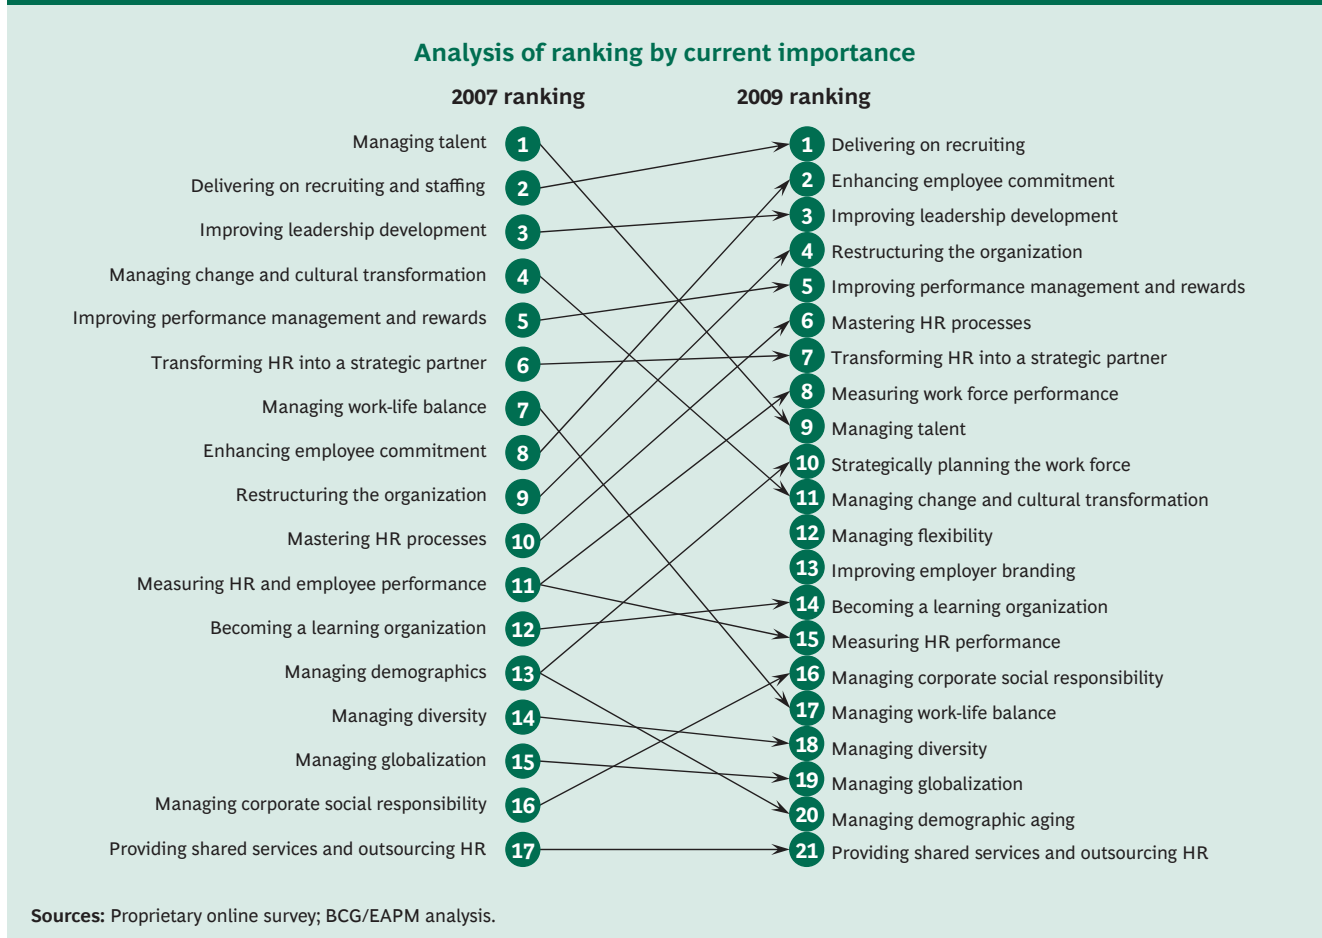 Analysis of ranking by current importance
2007 ranking
2009 ranking
Managing talent 1
Delivering on recruiting and staffing 2
Improving leadership development 3
Managing change and cultural transformation 4
Improving performance management and rewards 5
Transforming HR into a strategic partner 6
Managing work-life balance 7
Enhancing employee commitment 8
Restructuring the organization 9
Mastering HR processes 10
Measuring HR and employee performance 11
Becoming a learning organization 12
Managing demographics 13
Managing diversity 14
Managing globalization 15
Managing corporate social responsibility 16
Providing shared services and outsourcing HR 17
1 Delivering on recruiting
2 Enhancing employee commitment
3 Improving leadership development
4 Restructuring the organization
5 Improving performance management and rewards
6 Mastering HR processes
7 Transforming HR into a strategic partner
8 Measuring work force performance
9 Managing talent
10 Strategically planning the work force
11 Managing change and cultural transformation
12 Managing flexibility
13 Improving employer branding
14 Becoming a learning organization
15 Measuring HR performance
16 Managing corporate social responsibility
17 Managing work-life balance
18 Managing diversity
19 Managing globalization
20 Managing demographic aging
21 Providing shared services and outsourcing HR
Sources: Proprietary online survey; BCG/EAPM analysis.